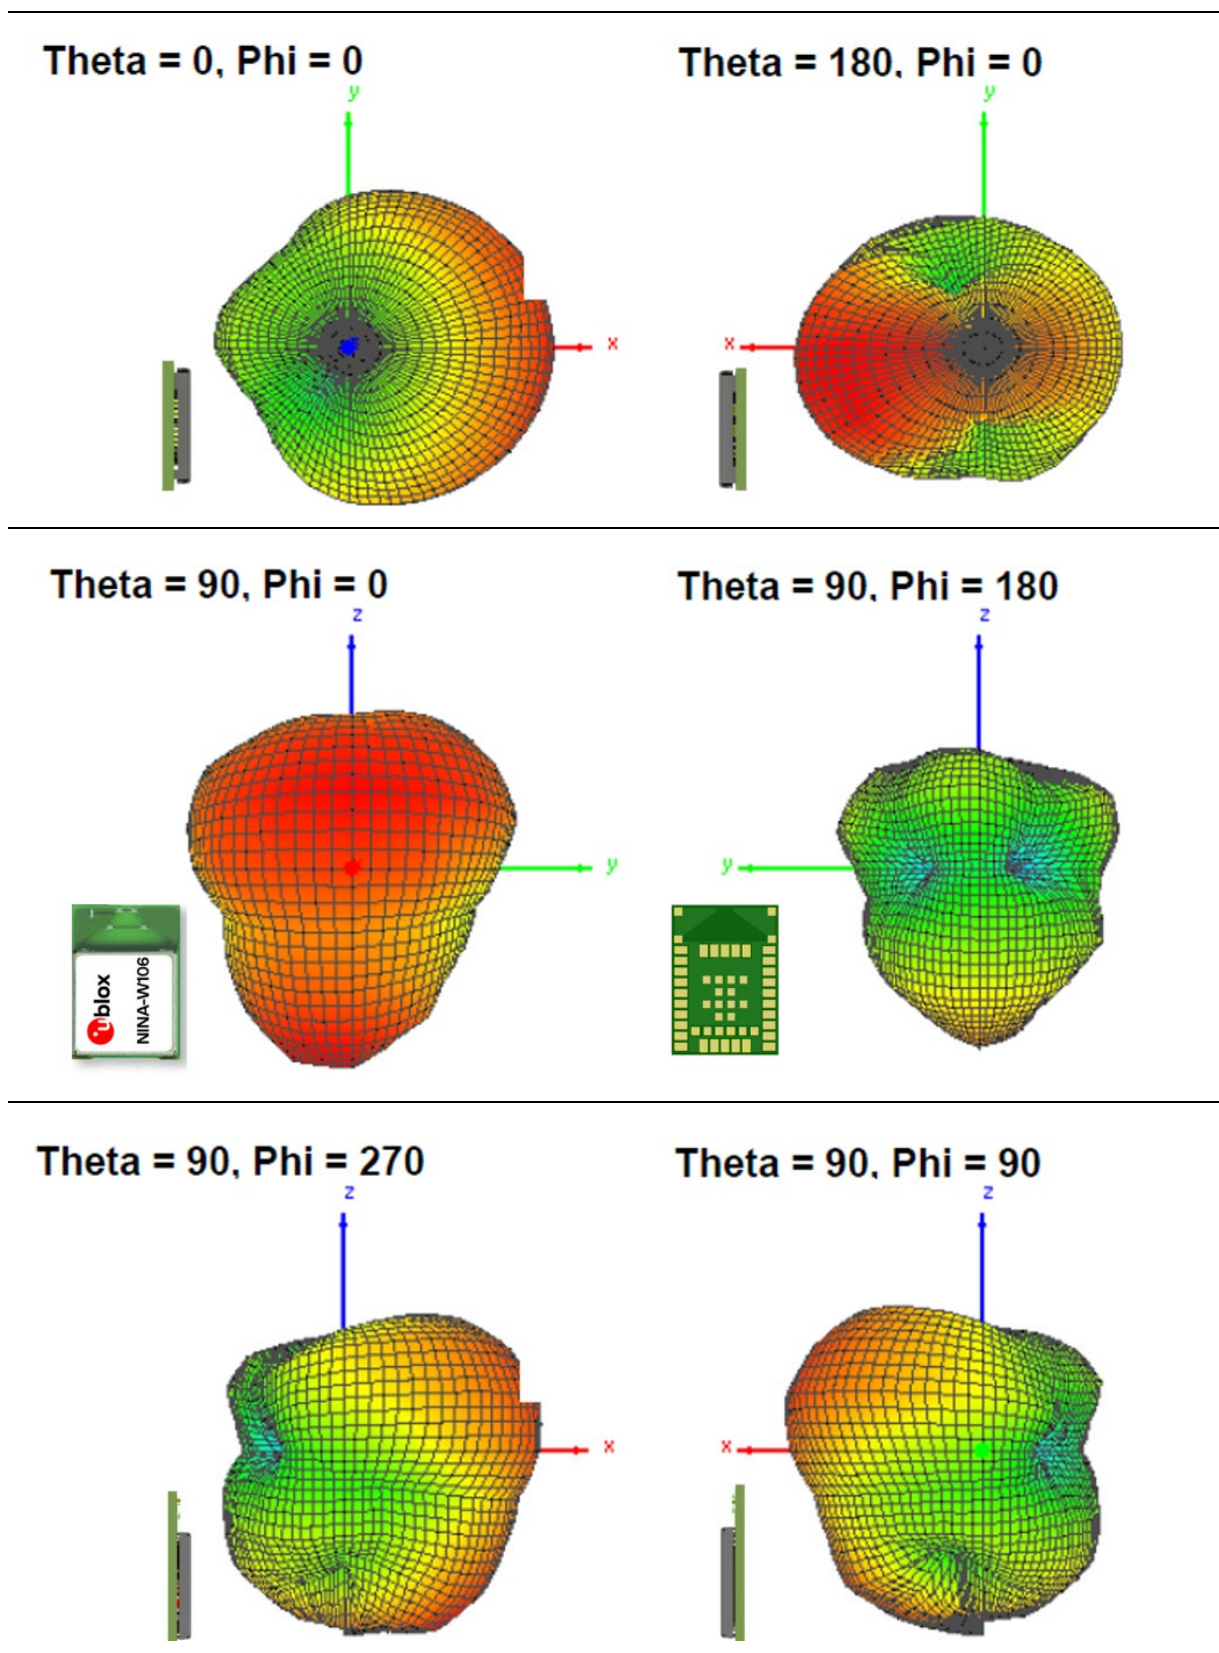 Theta = 0, Phi = 0
Theta = 180, Phi = 0
y
y
x
x
Theta = 90, Phi = 0
Theta = 90, Phi = 180
z
z
y
y
ublox
NINA-W106
Theta = 90, Phi = 270
Theta = 90, Phi = 90
z
z
x
x